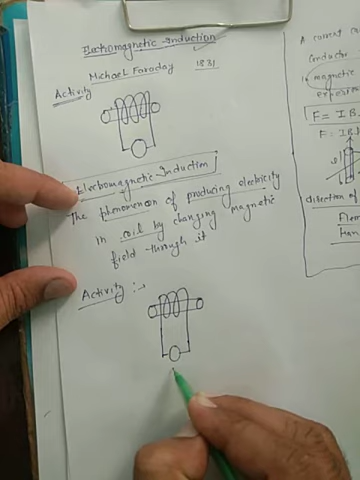 Electromagnetic Induction
Michael Faraday 1831
Activity
Electromagnetic-Induction
The phenomenon of producing electricity
in coil by changing magnetic
field through it
Activity :-
A current
conductor
magnetic
F = I B
F = I B
direction of